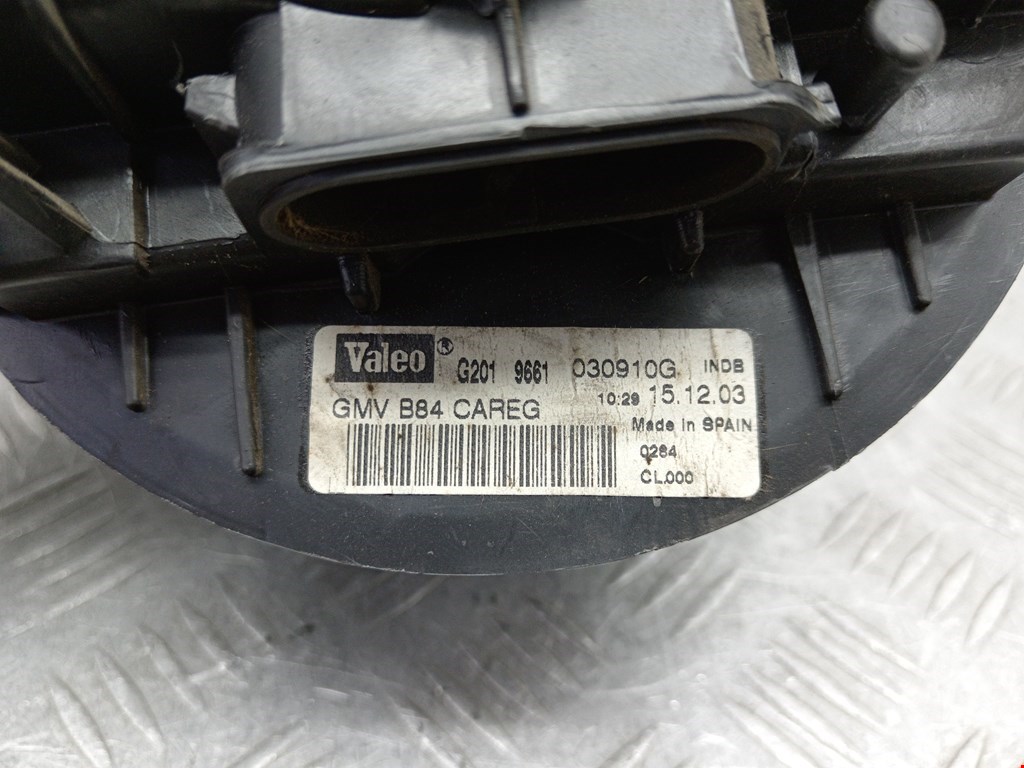 Valeo ® G201 9661 030910G INDB
GMV B84 CAREG 10:29 15.12.03
Made in SPAIN
0284
CL000